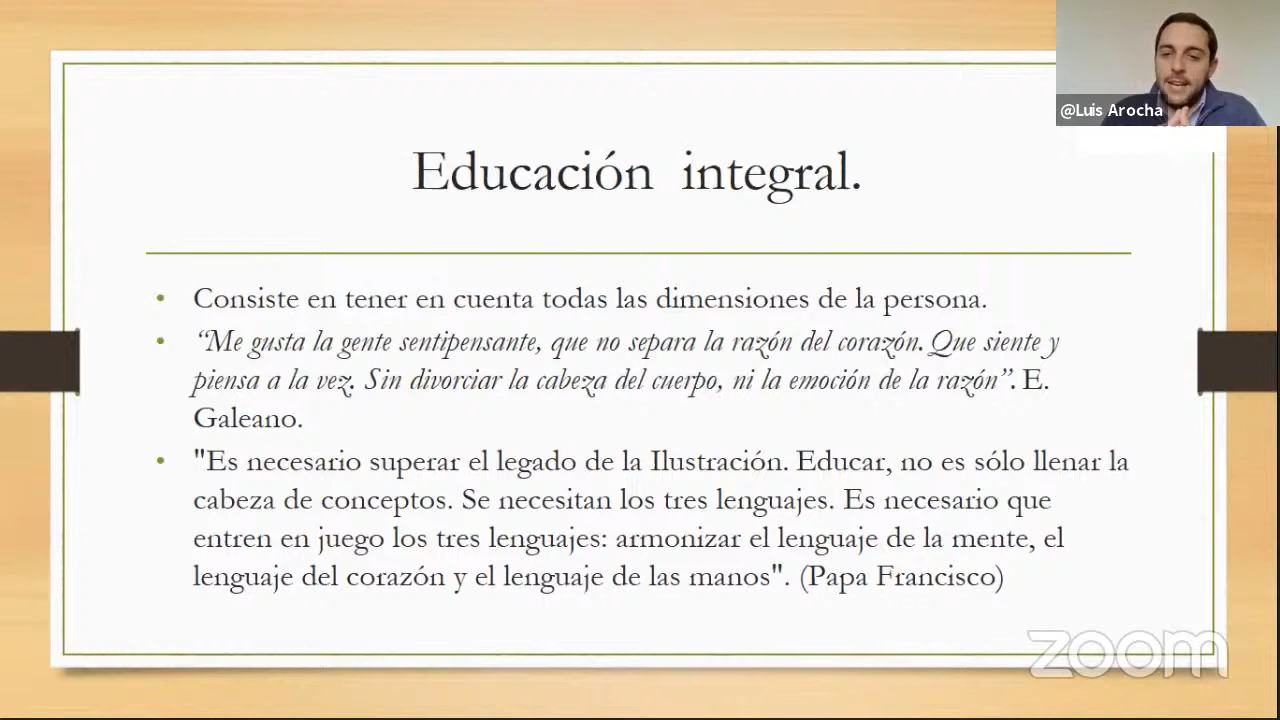 @Luis Arocha
Educación integral.
• Consiste en tener en cuenta todas las dimensiones de la persona.
• “Me gusta la gente sentipensante, que no separa la razón del corazón. Que siente y
piensa a la vez. Sin divorciar la cabeza del cuerpo, ni la emoción de la razón”. E.
Galeano.
• "Es necesario superar el legado de la Ilustración. Educar, no es sólo llenar la
cabeza de conceptos. Se necesitan los tres lenguajes. Es necesario que
entren en juego los tres lenguajes: armonizar el lenguaje de la mente, el
lenguaje del corazón y el lenguaje de las manos". (Papa Francisco)
zoom